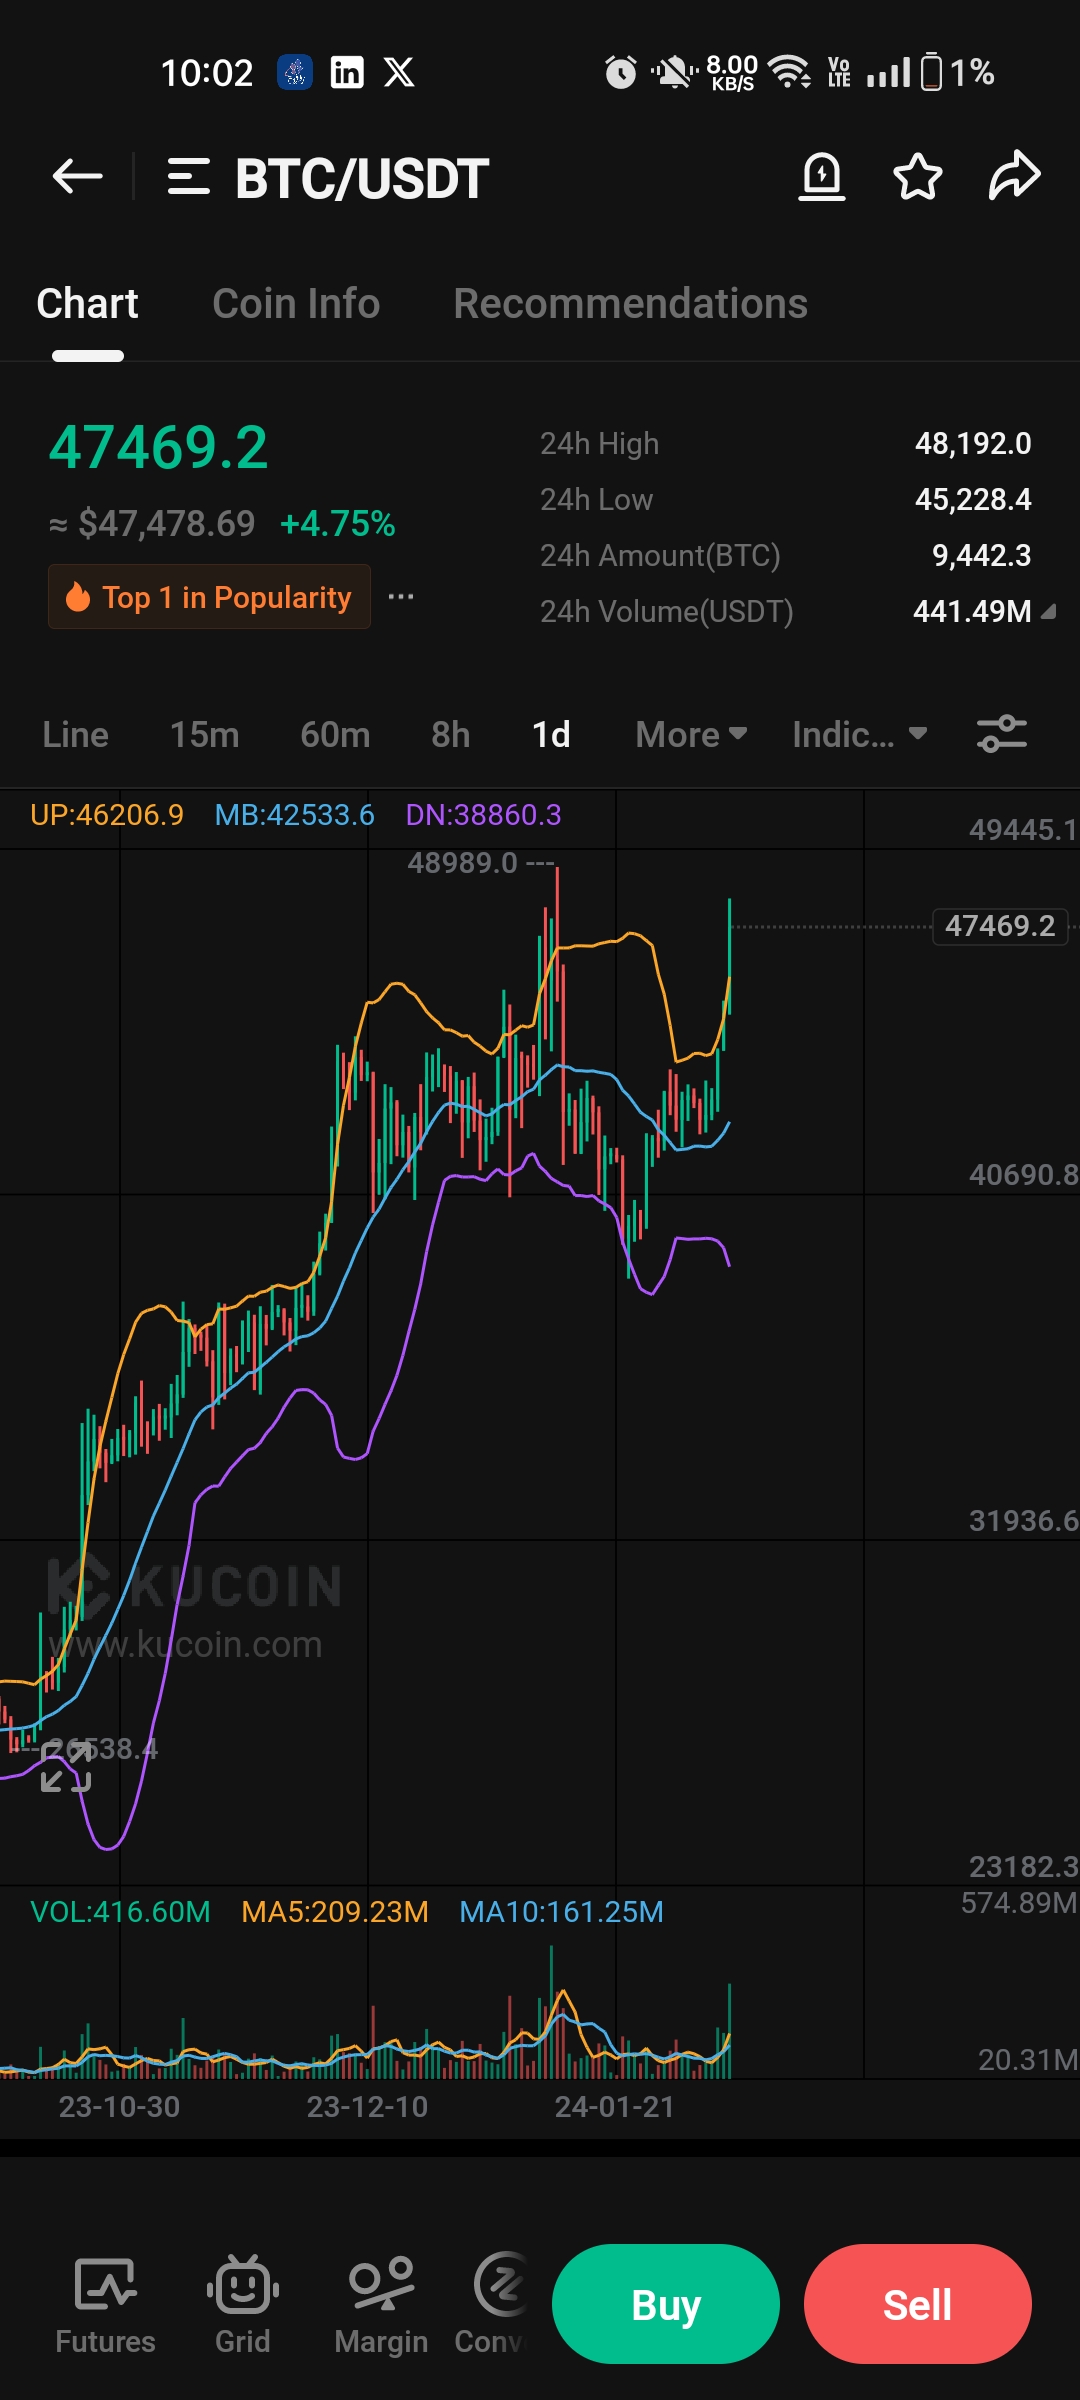 10:02 in X 8.00 KB/S Vo LTE 1%
BTC/USDT
Chart Coin Info Recommendations
47469.2
≈ $47,478.69 +4.75%
Top 1 in Popularity ...
24h High 48,192.0
24h Low 45,228.4
24h Amount(BTC) 9,442.3
24h Volume(USDT) 441.49M
Line 15m 60m 8h 1d More Indic...
UP:46206.9 MB:42533.6 DN:38860.3
49445.1
48989.0
47469.2
40690.8
31936.6
KUCOIN
www.kucoin.com
26538.4
23182.3
VOL:416.60M MA5:209.23M MA10:161.25M
574.89M
20.31M
23-10-30 23-12-10 24-01-21
Futures Grid Margin Conv
Buy Sell